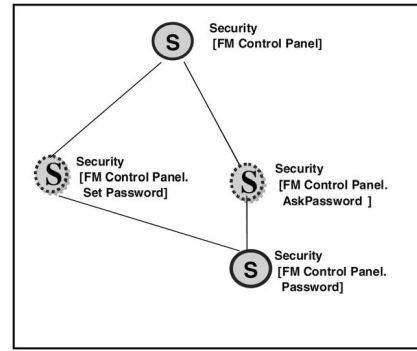 S
Security
[FM Control Panel]
S
Security
[FM Control Panel.
Set Password]
S
Security
[FM Control Panel.
AskPassword ]
S
Security
[FM Control Panel.
Password]